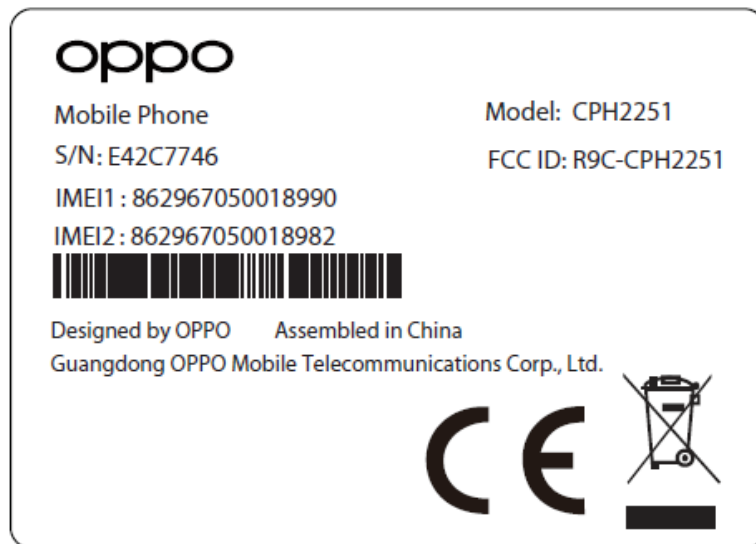 oppo
Mobile Phone
Model: CPH2251
S/N: E42C7746
FCC ID: R9C-CPH2251
IMEI1 : 862967050018990
IMEI2 : 862967050018982
Designed by OPPO Assembled in China
Guangdong OPPO Mobile Telecommunications Corp., Ltd.
CE